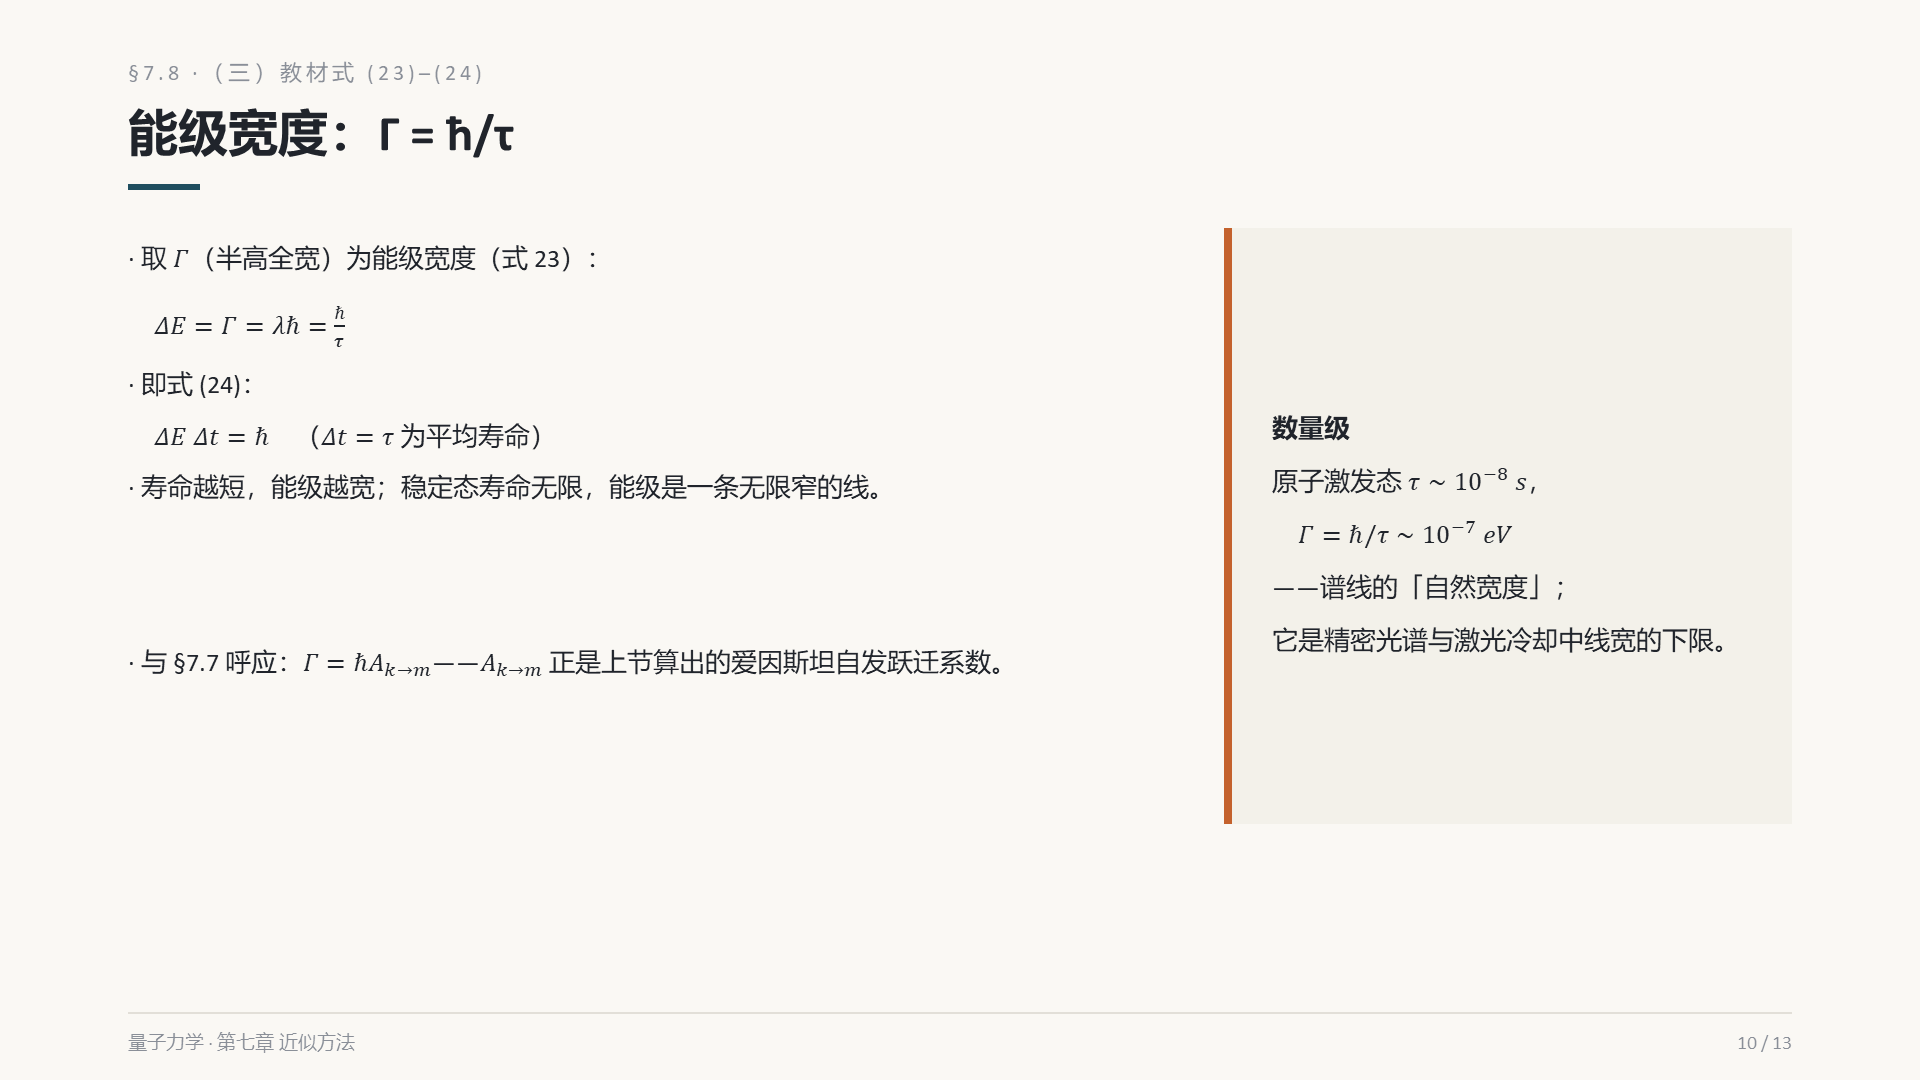 §7.8 ·（三）教材式 (23)–(24)
能级宽度：Γ = ħ/τ
· 取 Γ（半高全宽）为能级宽度（式 23）：
ΔE = Γ = λħ = ħ/τ
· 即式 (24)：
ΔE Δt = ħ （Δt = τ 为平均寿命）
· 寿命越短，能级越宽；稳定态寿命无限，能级是一条无限窄的线。
· 与 §7.7 呼应：Γ = ħA_{k→m}——A_{k→m} 正是上节算出的爱因斯坦自发跃迁系数。
数量级
原子激发态 τ ~ 10⁻⁸ s，
Γ = ħ/τ ~ 10⁻⁷ eV
——谱线的「自然宽度」；
它是精密光谱与激光冷却中线宽的下限。
量子力学 · 第七章 近似方法
10 / 13